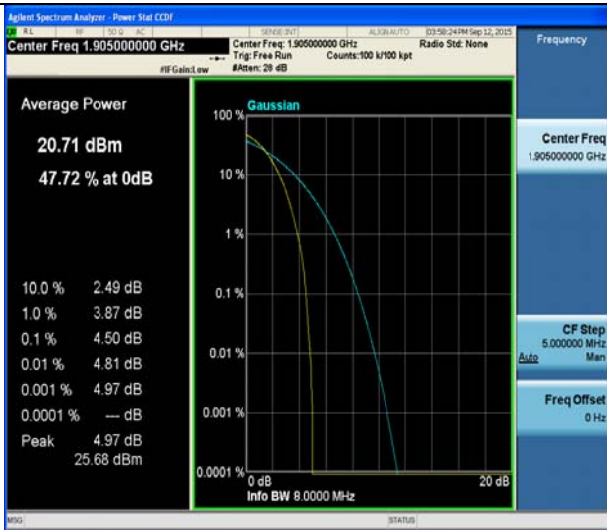 Agilent Spectrum Analyzer - Power Stat CCDF
RL RF 50 Ω AC SENSE:INT ALIGN AUTO 03:58:24 PM Sep 12, 2015
Center Freq 1.905000000 GHz
#IFGain:Low
Center Freq: 1.905000000 GHz Radio Std: None
Trig: Free Run Counts:100 k/100 kpt
#Atten: 28 dB
Frequency
Average Power
20.71 dBm
47.72 % at 0dB
10.0 % 2.49 dB
1.0 % 3.87 dB
0.1 % 4.50 dB
0.01 % 4.81 dB
0.001 % 4.97 dB
0.0001 % --- dB
Peak 4.97 dB
25.68 dBm
Gaussian
100 %
10 %
1 %
0.1 %
0.01 %
0.001 %
0.0001 %
0 dB 20 dB
Info BW 8.0000 MHz
Center Freq
1.905000000 GHz
CF Step
5.000000 MHz
Auto Man
Freq Offset
0 Hz
MSG STATUS